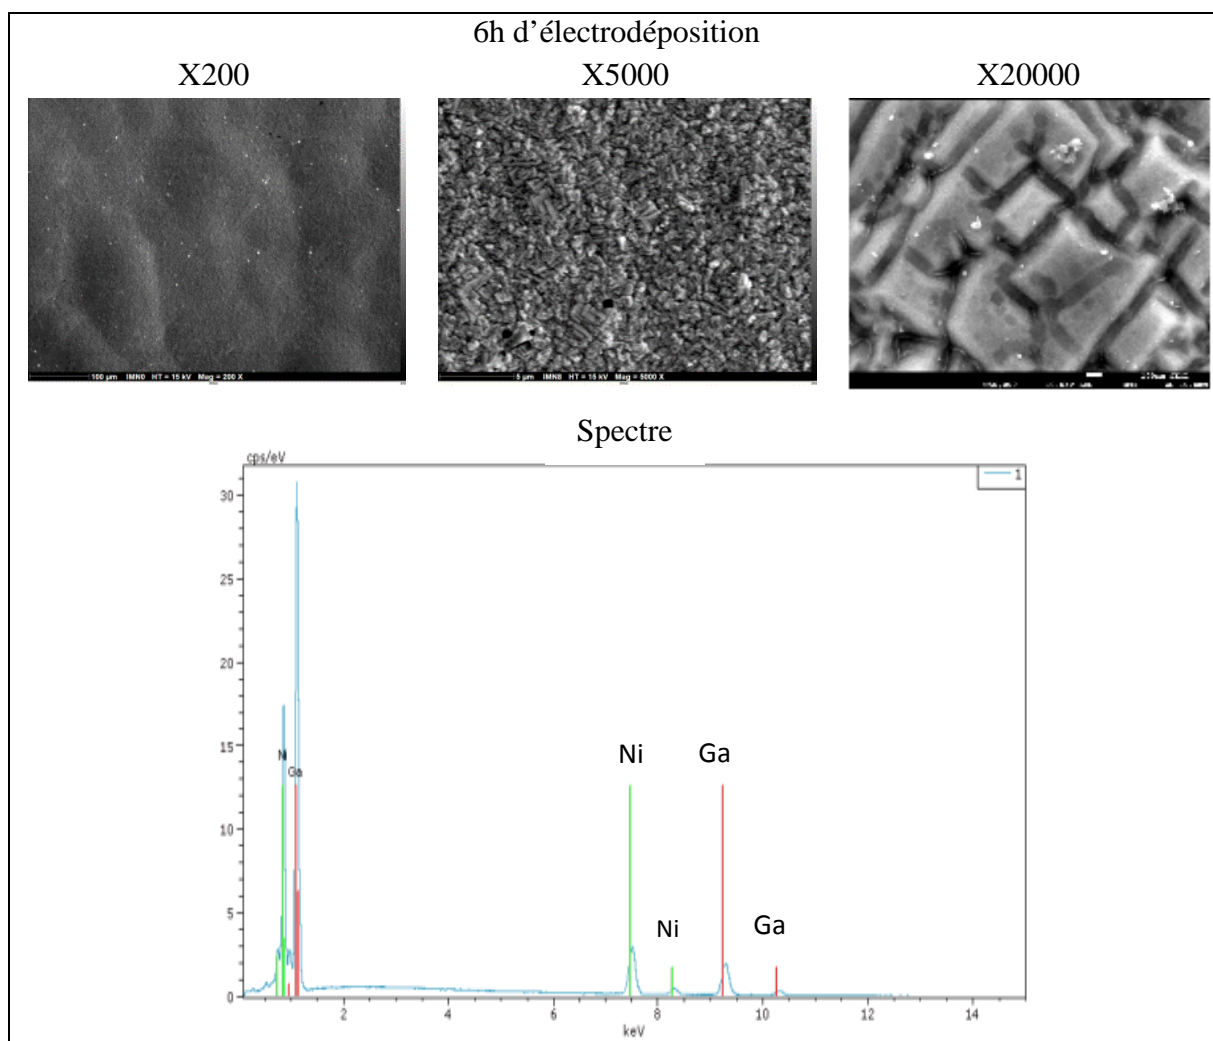 6h d’électrodéposition
X200 X5000 X20000
100 µm IMN0 HT = 15 kV Mag = 200 X
5 µm IMN0 HT = 15 kV Mag = 5000 X
Spectre
cps/eV
1
30
25
20
15
10
5
0
Ni
Ga
Ni
Ga
Ni
Ga
2 4 6 8 10 12 14
keV